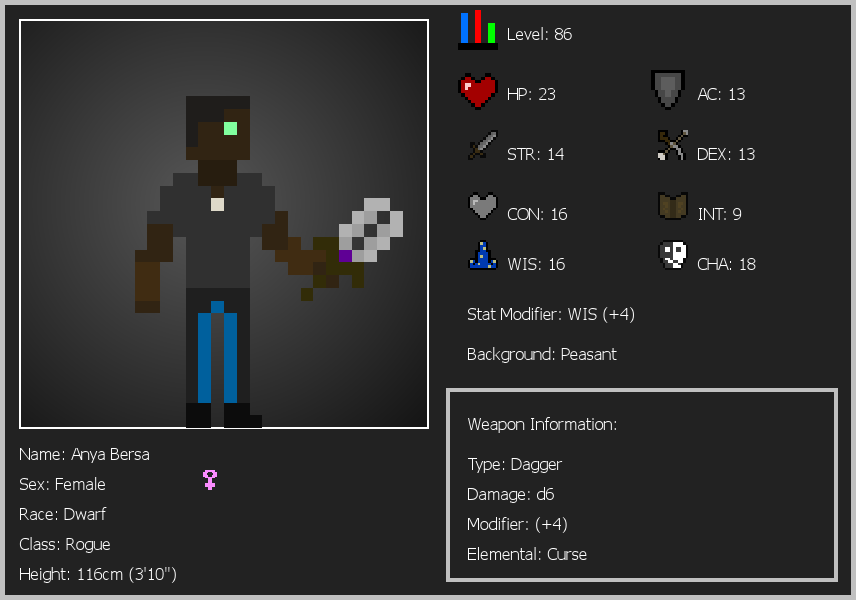 Level: 86
HP: 23
AC: 13
STR: 14
DEX: 13
CON: 16
INT: 9
WIS: 16
CHA: 18
Stat Modifier: WIS (+4)
Background: Peasant
Weapon Information:
Type: Dagger
Damage: d6
Modifier: (+4)
Elemental: Curse
Name: Anya Bersa
Sex: Female
Race: Dwarf
Class: Rogue
Height: 116cm (3'10")